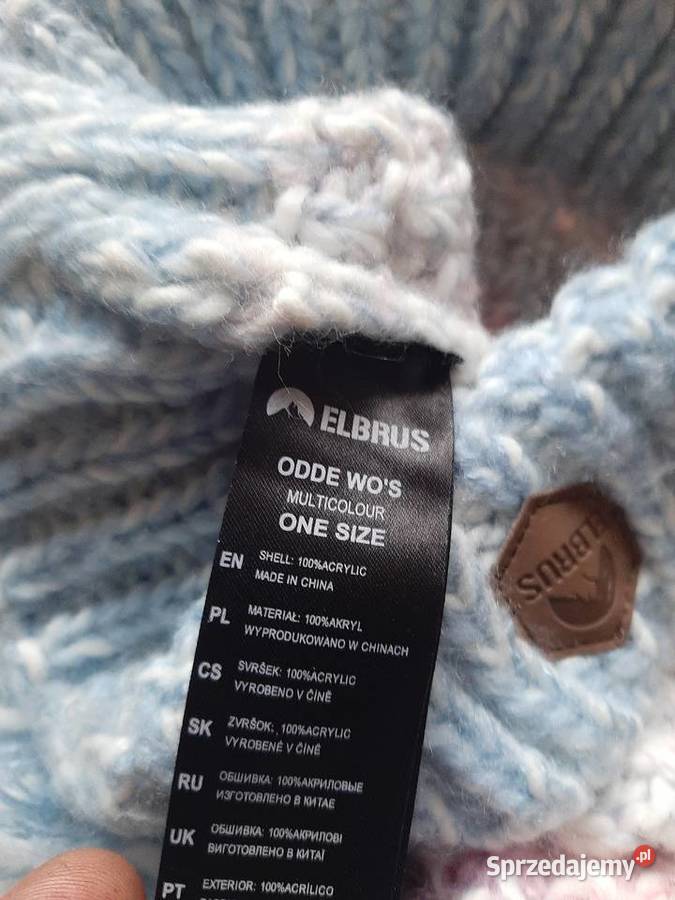 ELBRUS
ODDE WO'S
MULTICOLOUR
ONE SIZE
EN SHELL: 100%ACRYLIC
MADE IN CHINA
PL MATERIAŁ: 100%AKRYL
WYPRODUKOWANO W CHINACH
CS SVRŠEK: 100%ACRYLIC
VYROBENO V ČÍNĚ
SK ZVRŠOK: 100%ACRYLIC
VYROBENÉ V ČÍNĚ
RU ОБШИВКА: 100%АКРИЛОВЫЕ
ИЗГОТОВЛЕНО В КИТАЕ
UK ОБШИВКА: 100%АКРИЛОВІ
ВИГОТОВЛЕНО В КИТАЇ
PT EXTERIOR: 100%ACRÍLICO
ELBRUS
Sprzedajemy.pl